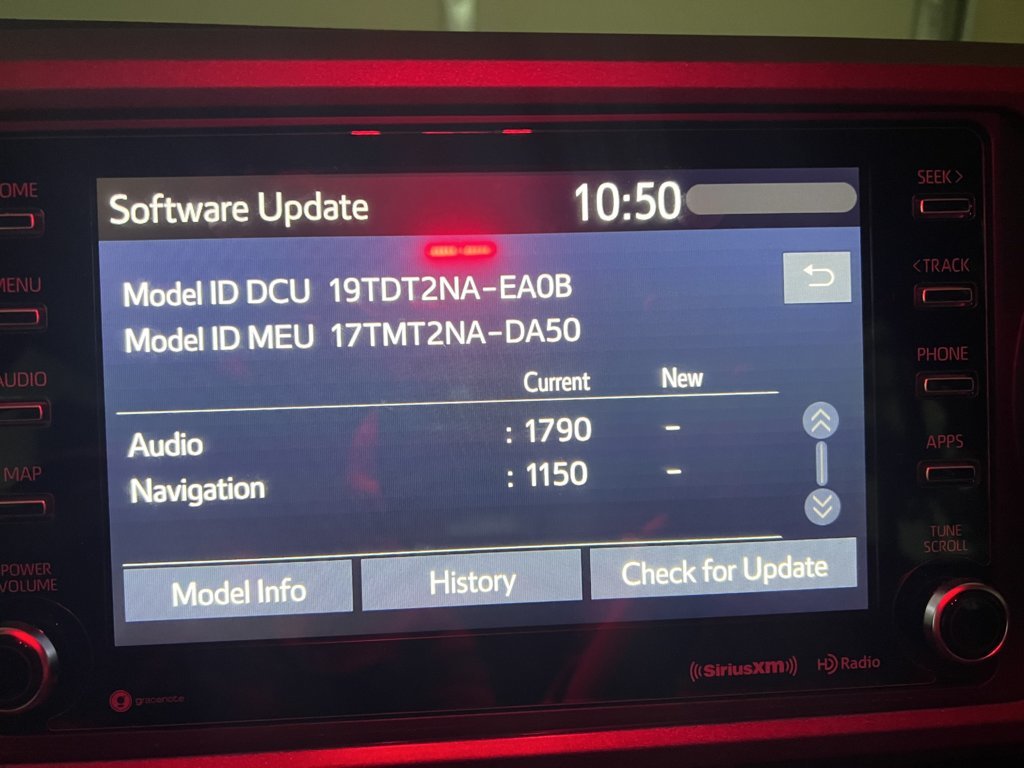 Software Update 10:50
Model ID DCU 19TDT2NA-EA0B
Model ID MEU 17TMT2NA-DA50
Current New
Audio : 1790 -
Navigation : 1150 -
Model Info History Check for Update
OME
MENU
AUDIO
MAP
POWER
VOLUME
SEEK >
< TRACK
PHONE
APPS
TUNE
SCROLL
gracenote
SiriusXM
HD Radio